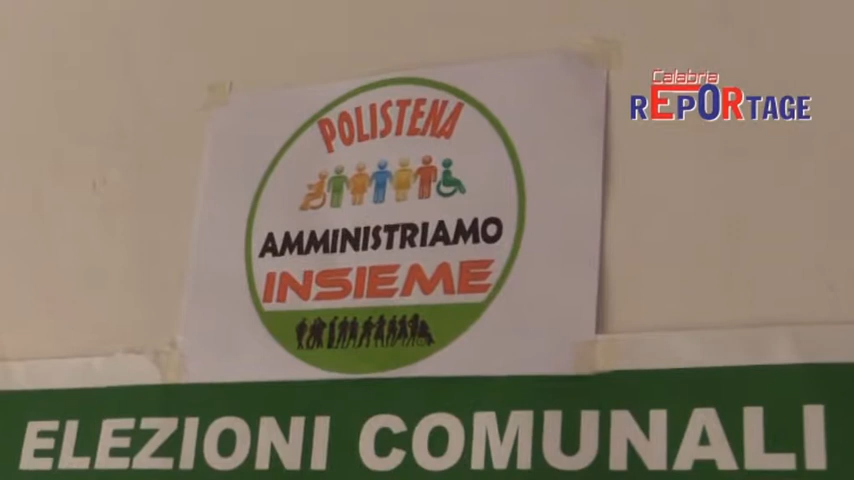 Calabria
REPORTAGE
POLISTENA
AMMINISTRIAMO
INSIEME
ELEZIONI COMUNALI